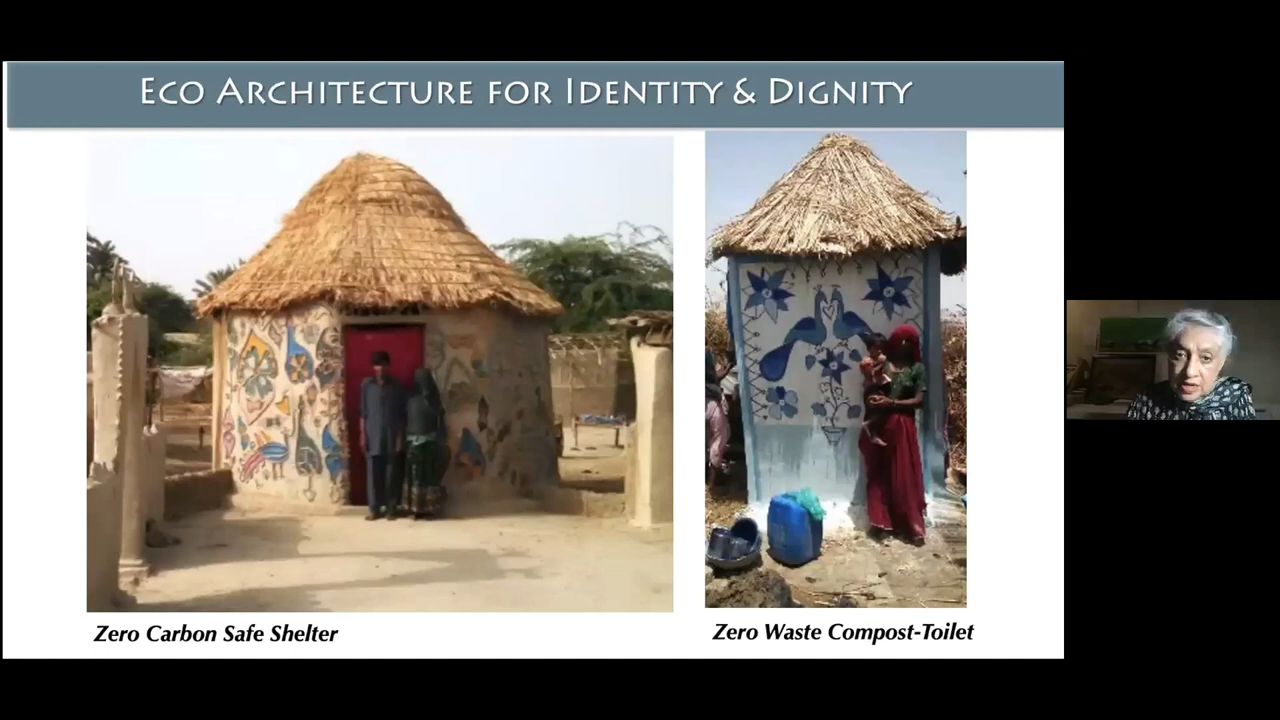 Eco Architecture for Identity & Dignity
Zero Carbon Safe Shelter
Zero Waste Compost-Toilet